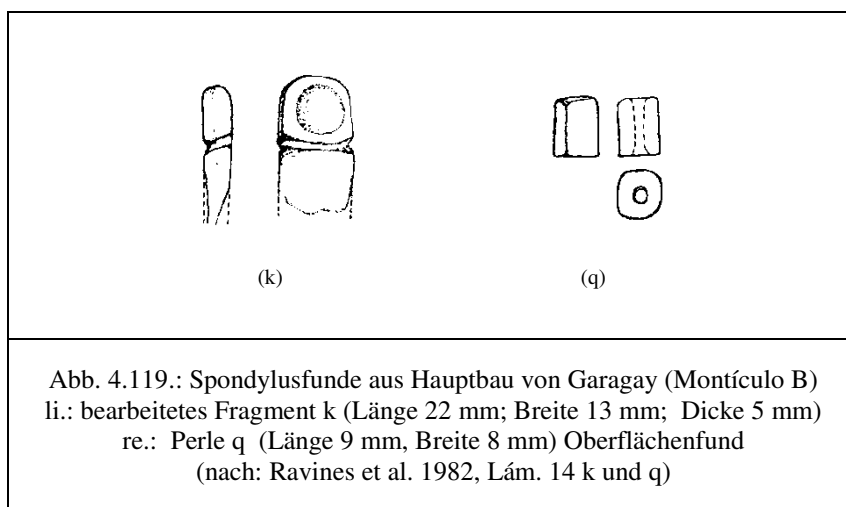 (k) (q)
Abb. 4.119.: Spondylusfunde aus Hauptbau von Garagay (Montículo B)
li.: bearbeitetes Fragment k (Länge 22 mm; Breite 13 mm; Dicke 5 mm)
re.: Perle q (Länge 9 mm, Breite 8 mm) Oberflächenfund
(nach: Ravines et al. 1982, Lám. 14 k und q)